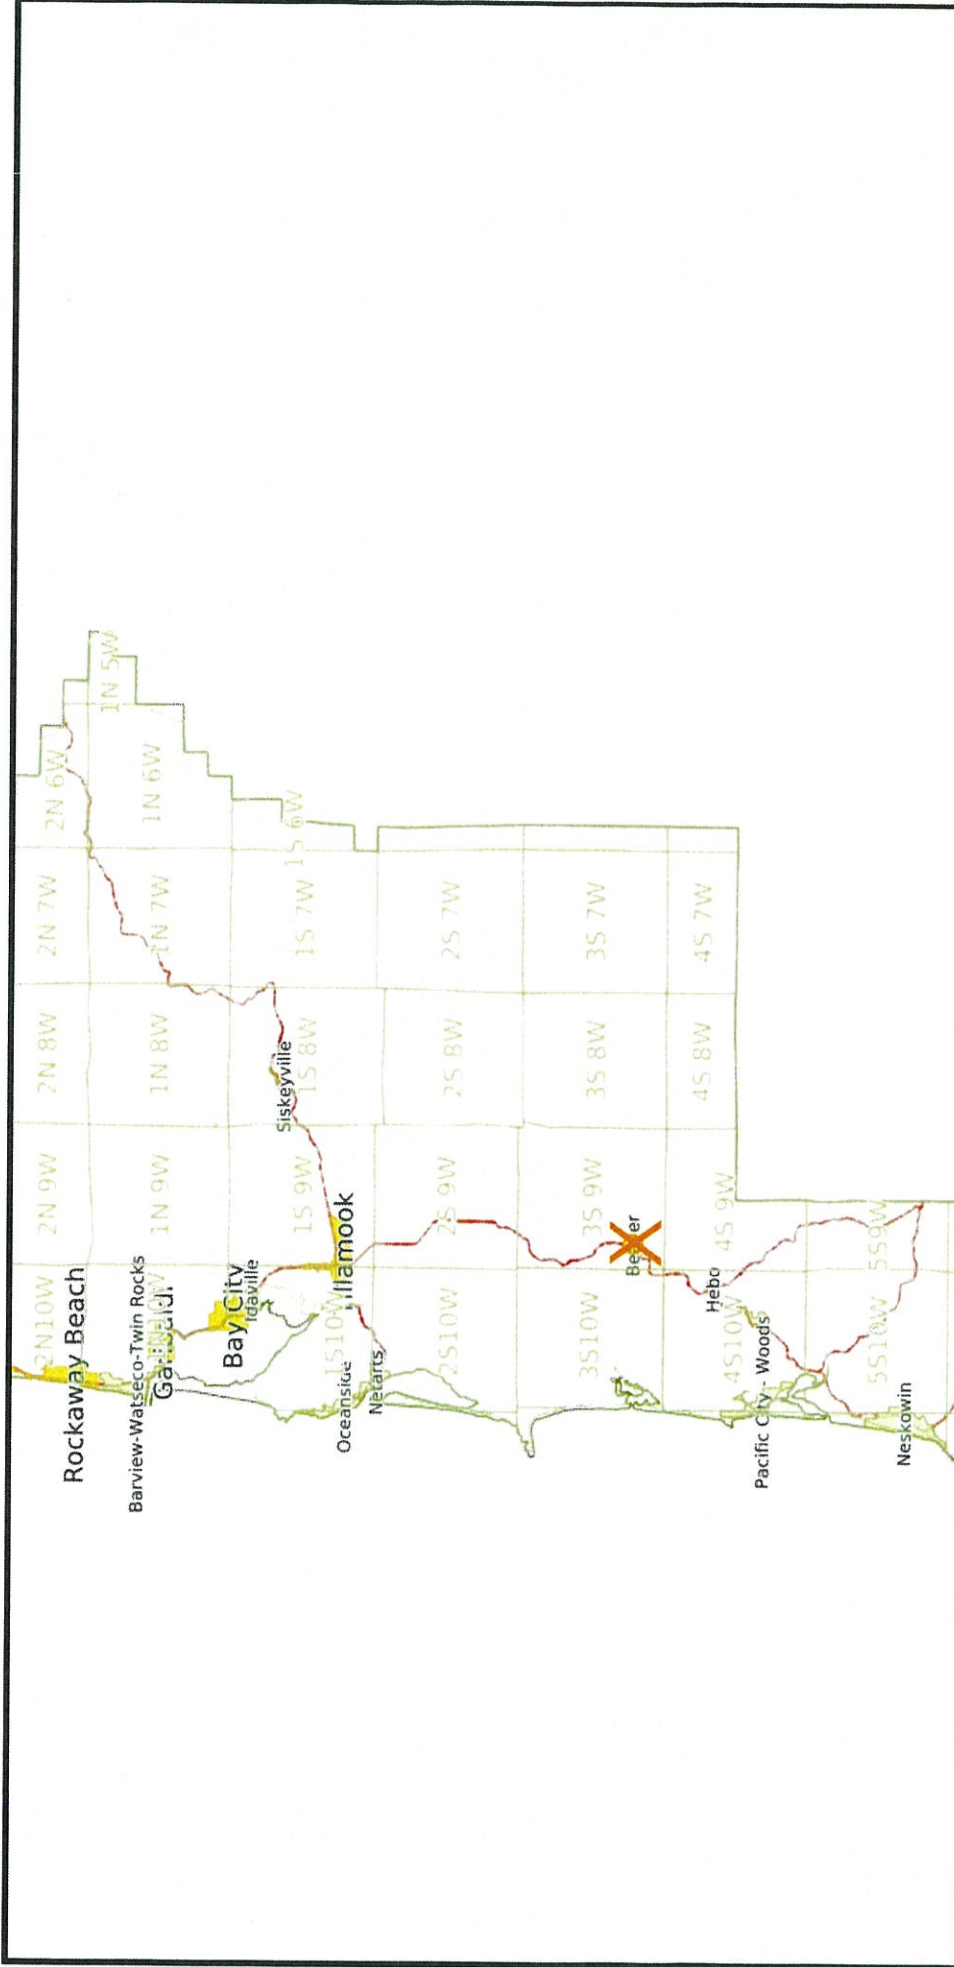 2N10W 2N 9W 2N 8W 2N 7W 2N 6W
Rockaway Beach
1N 5W
Barview-Watseco-Twin Rocks
1N 9W 1N 8W 1N 7W 1N 6W
Garibaldi
Bay City
Idaville
Siskeyville
1S 9W 1S 8W 1S 7W 1S 6W
1S10W
Tillamook
Oceanside
Netarts
2S10W 2S 9W 2S 8W 2S 7W
3S10W 3S 9W 3S 8W 3S 7W
Beaver
Hebo
4S10W 4S 9W 4S 8W 4S 7W
Pacific City - Woods
5S10W 5S9W
Neskowin